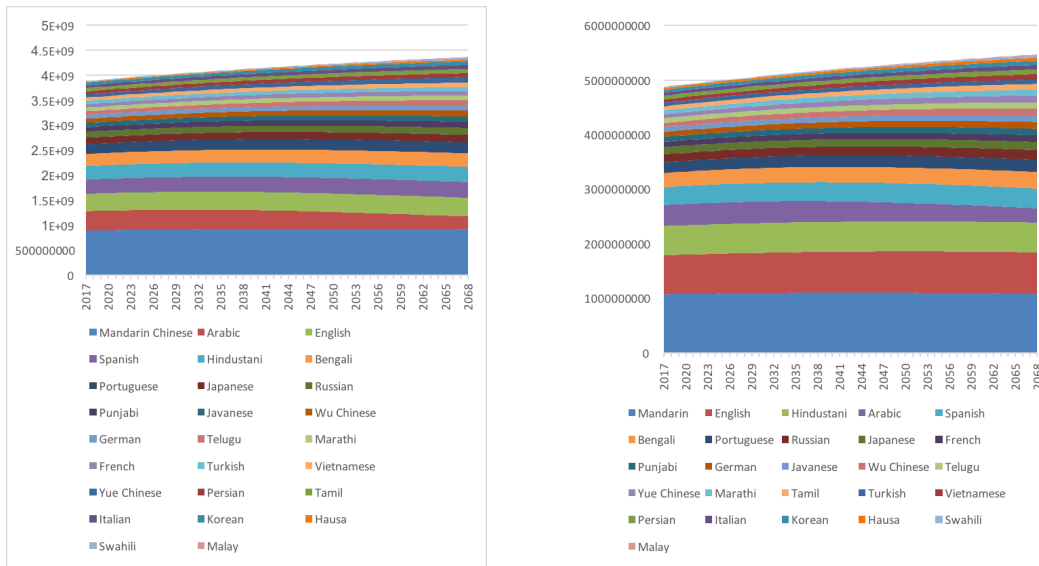 5E+09
4.5E+09
4E+09
3.5E+09
3E+09
2.5E+09
2E+09
1.5E+09
1E+09
500000000
0
2017 2020 2023 2026 2029 2032 2035 2038 2041 2044 2047 2050 2053 2056 2059 2062 2065 2068
Mandarin Chinese Arabic English
Spanish Hindustani Bengali
Portuguese Japanese Russian
Punjabi Javanese Wu Chinese
German Telugu Marathi
French Turkish Vietnamese
Yue Chinese Persian Tamil
Italian Korean Hausa
Swahili Malay
6000000000
5000000000
4000000000
3000000000
2000000000
1000000000
0
2017 2020 2023 2026 2029 2032 2035 2038 2041 2044 2047 2050 2053 2056 2059 2062 2065 2068
Mandarin English Hindustani Arabic Spanish
Bengali Portuguese Russian Japanese French
Punjabi German Javanese Wu Chinese Telugu
Yue Chinese Marathi Tamil Turkish Vietnamese
Persian Italian Korean Hausa Swahili
Malay